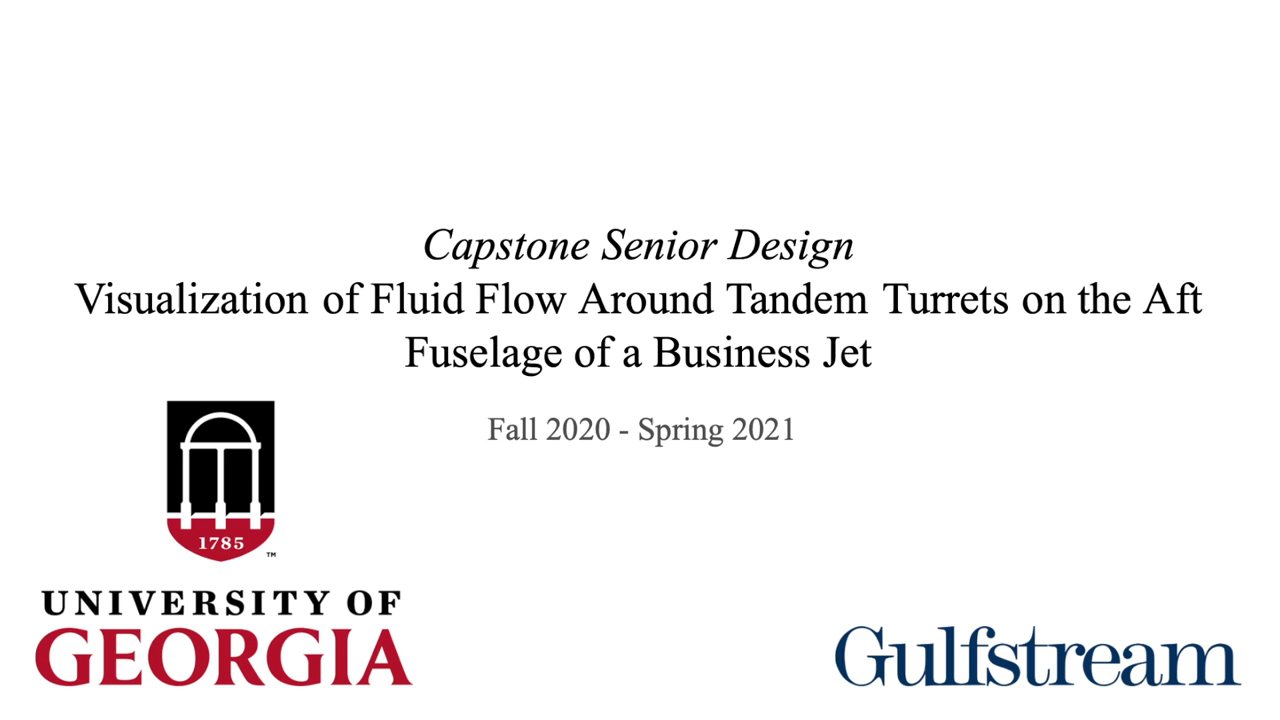 Capstone Senior Design
Visualization of Fluid Flow Around Tandem Turrets on the Aft
Fuselage of a Business Jet
Fall 2020 - Spring 2021
1785
™
UNIVERSITY OF
GEORGIA
Gulfstream